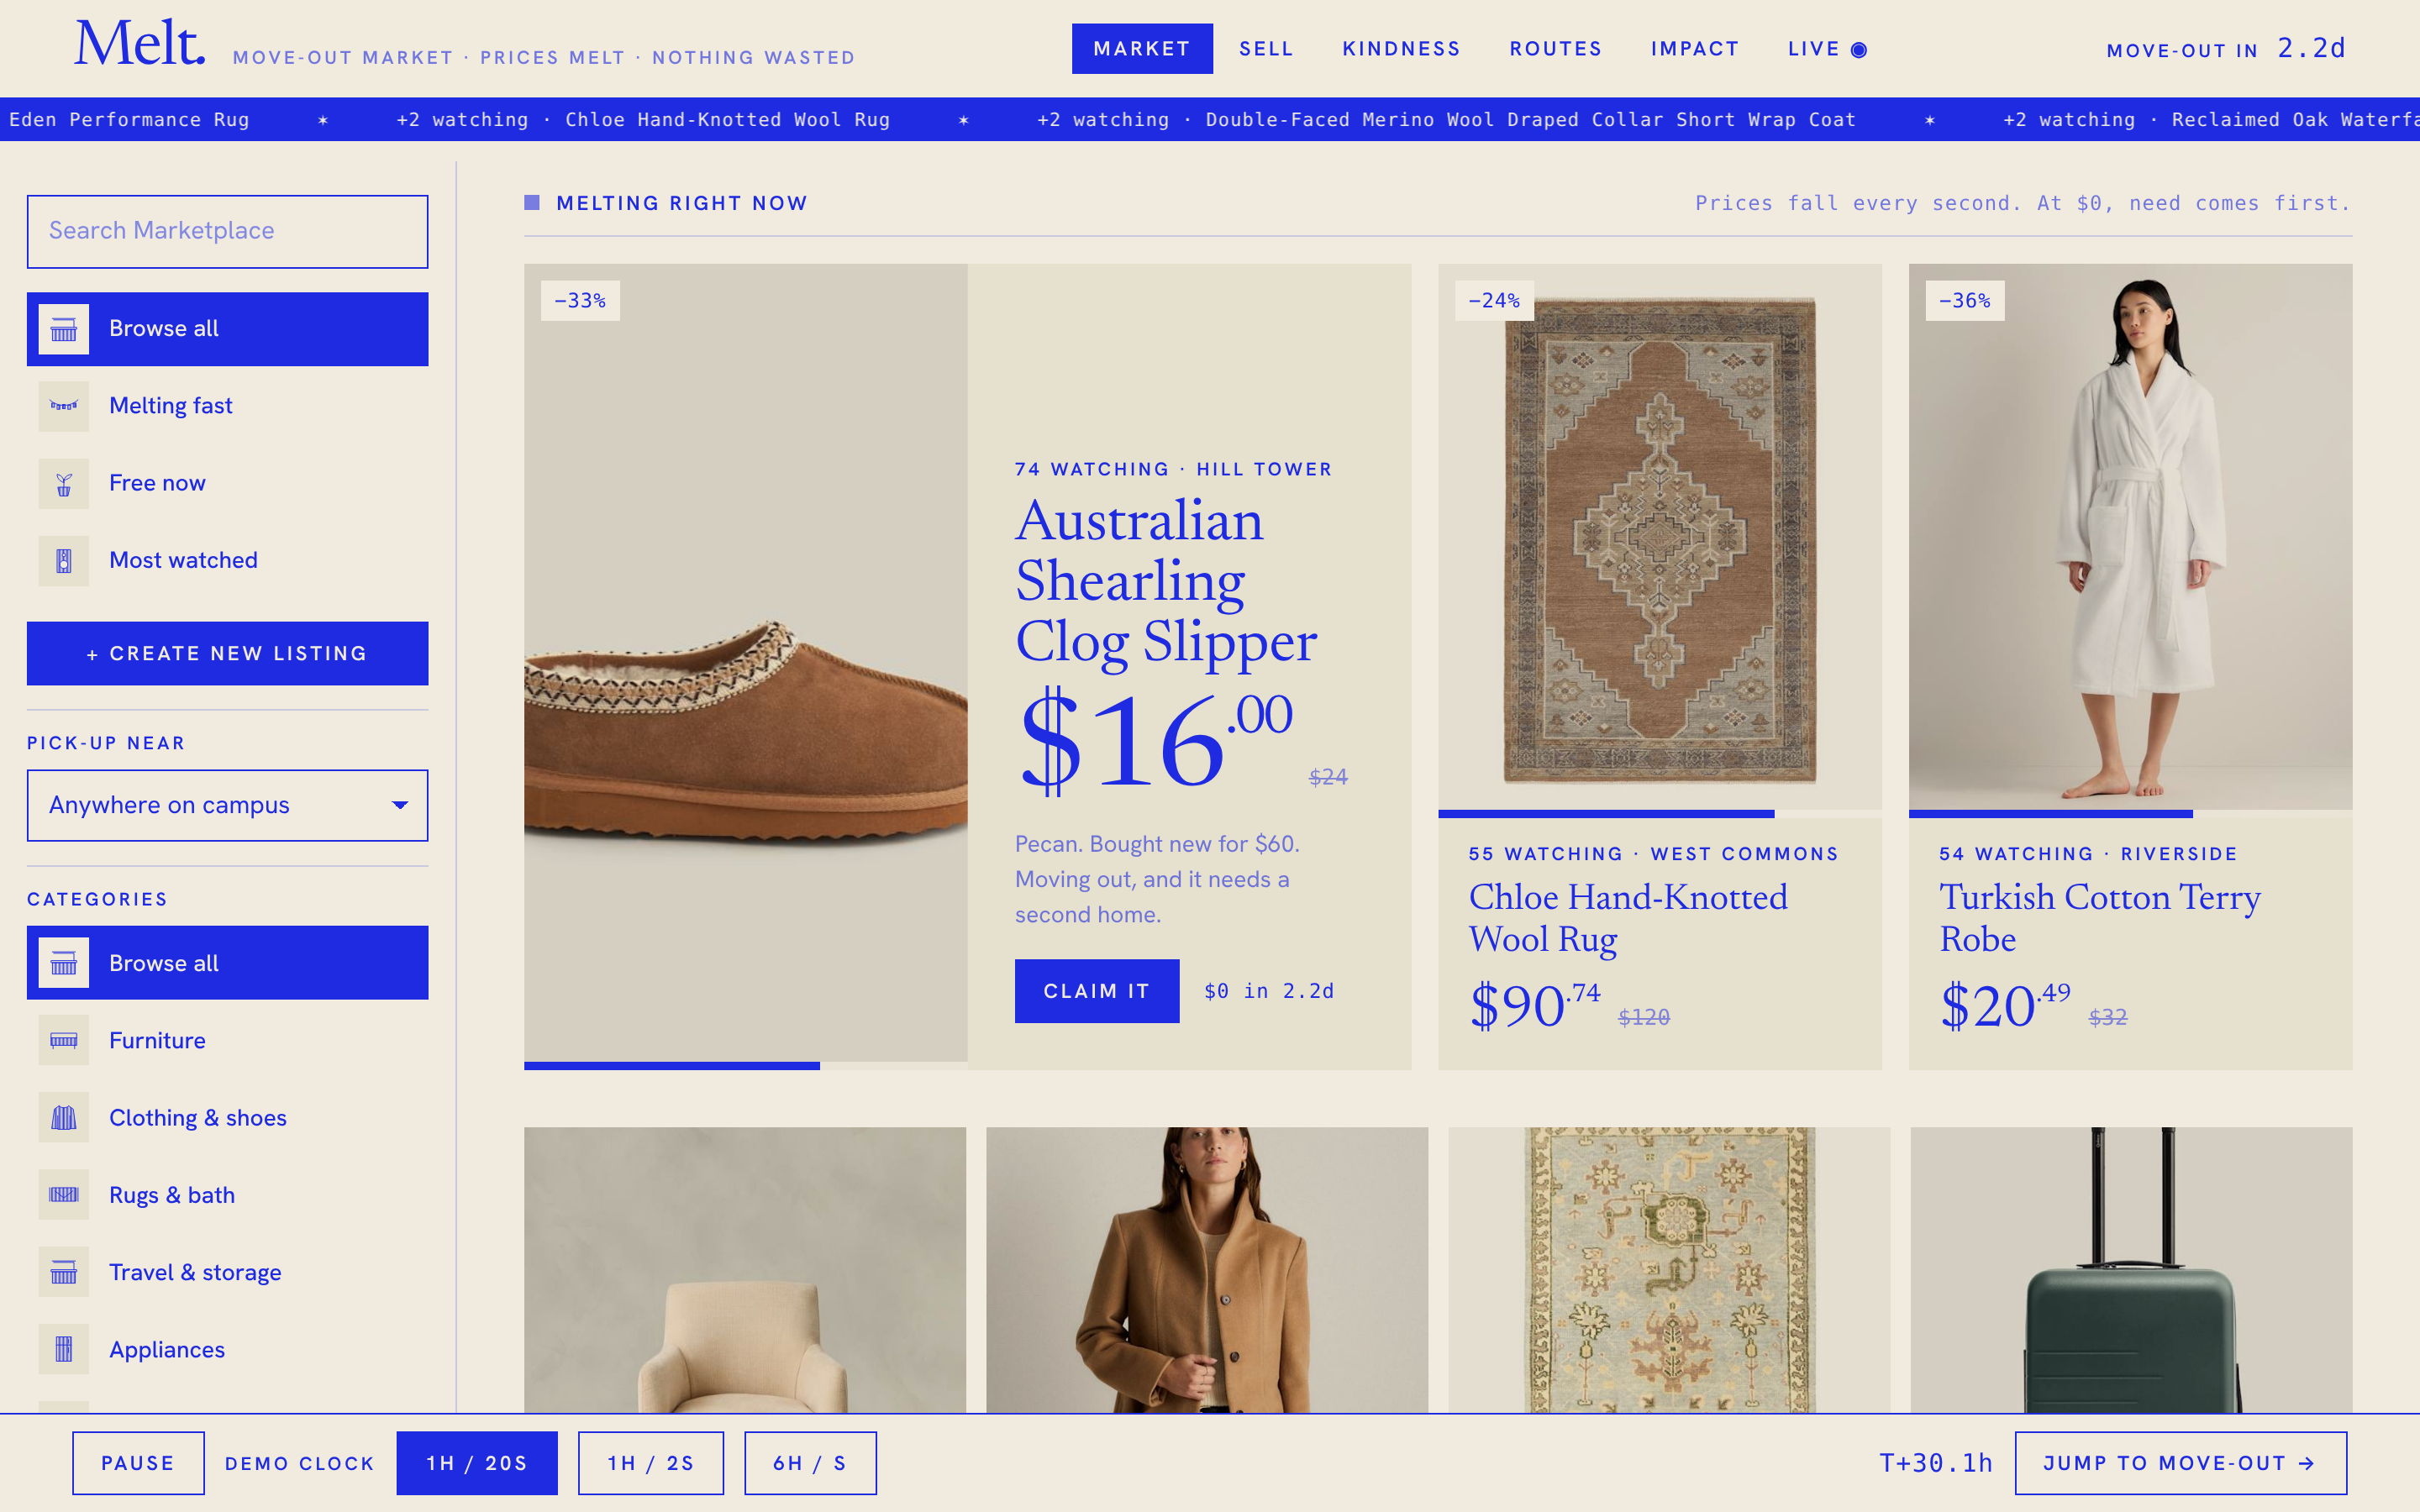 Melt.
MOVE-OUT MARKET · PRICES MELT · NOTHING WASTED
MARKET
SELL
KINDNESS
ROUTES
IMPACT
LIVE ◉
MOVE-OUT IN 2.2d
Eden Performance Rug ✶ +2 watching · Chloe Hand-Knotted Wool Rug ✶ +2 watching · Double-Faced Merino Wool Draped Collar Short Wrap Coat ✶ +2 watching · Reclaimed Oak
Search Marketplace
Browse all
Melting fast
Free now
Most watched
+ CREATE NEW LISTING
PICK-UP NEAR
Anywhere on campus
CATEGORIES
Browse all
Furniture
Clothing & shoes
Rugs & bath
Travel & storage
Appliances
MELTING RIGHT NOW
Prices fall every second. At $0, need comes first.
−33%
74 WATCHING · HILL TOWER
Australian
Shearling
Clog Slipper
$16.00 $24
Pecan. Bought new for $60.
Moving out, and it needs a
second home.
CLAIM IT
$0 in 2.2d
−24%
55 WATCHING · WEST COMMONS
Chloe Hand-Knotted
Wool Rug
$90.74 $120
−36%
54 WATCHING · RIVERSIDE
Turkish Cotton Terry
Robe
$20.49 $32
PAUSE
DEMO CLOCK
1H / 20S
1H / 2S
6H / S
T+30.1h
JUMP TO MOVE-OUT →